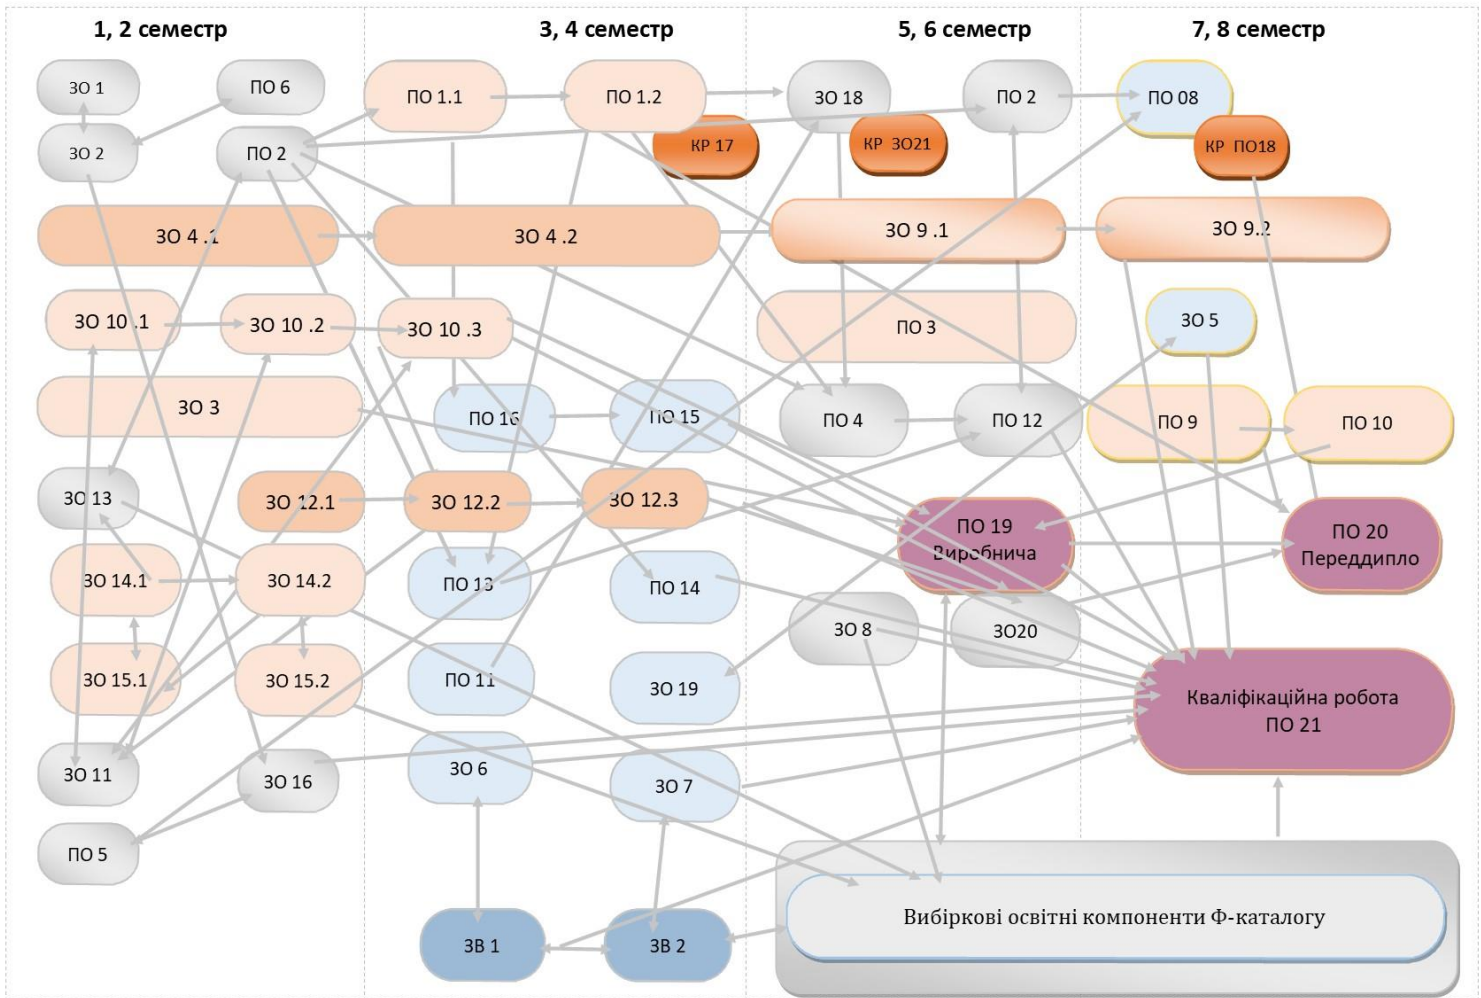 1, 2 семестр
3, 4 семестр
5, 6 семестр
7, 8 семестр
ЗО 1
ПО 6
ПО 1.1
ПО 1.2
ЗО 18
ПО 2
ПО 08
ЗО 2
ПО 2
КР 17
КР ЗО21
КР ПО18
ЗО 4 .1
ЗО 4 .2
ЗО 9 .1
ЗО 9.2
ЗО 10 .1
ЗО 10 .2
ЗО 10 .3
ПО 3
ЗО 5
ЗО 3
ПО 16
ПО 15
ПО 4
ПО 12
ПО 9
ПО 10
ЗО 13
ЗО 12.1
ЗО 12.2
ЗО 12.3
ПО 19
Виробнича
ПО 20
Переддипло
ЗО 14.1
ЗО 14.2
ПО 13
ПО 14
ЗО 8
ЗО20
ЗО 15.1
ЗО 15.2
ПО 11
ЗО 19
Кваліфікаційна робота
ПО 21
ЗО 11
ЗО 16
ЗО 6
ЗО 7
ПО 5
ЗВ 1
ЗВ 2
Вибіркові освітні компоненти Ф-каталогу